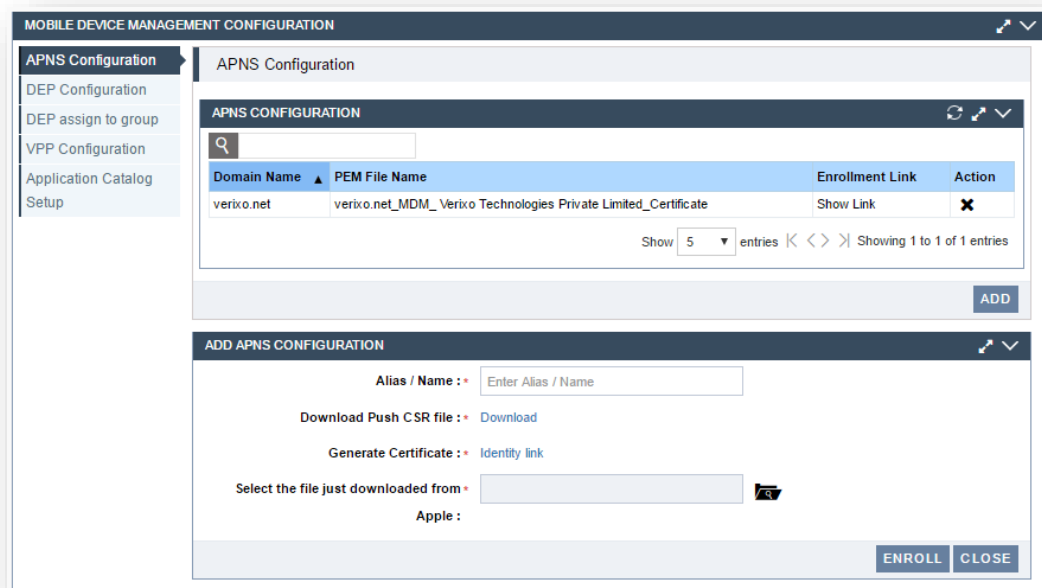 MOBILE DEVICE MANAGEMENT CONFIGURATION
APNS Configuration
DEP Configuration
DEP assign to group
VPP Configuration
Application Catalog
Setup
APNS Configuration
APNS CONFIGURATION
Domain Name ▲ PEM File Name Enrollment Link Action
verixo.net verixo.net_MDM_ Verixo Technologies Private Limited_Certificate Show Link
Show 5 entries Showing 1 to 1 of 1 entries
ADD
ADD APNS CONFIGURATION
Alias / Name : * Enter Alias / Name
Download Push CSR file : * Download
Generate Certificate : * Identity link
Select the file just downloaded from *
Apple :
ENROLL CLOSE